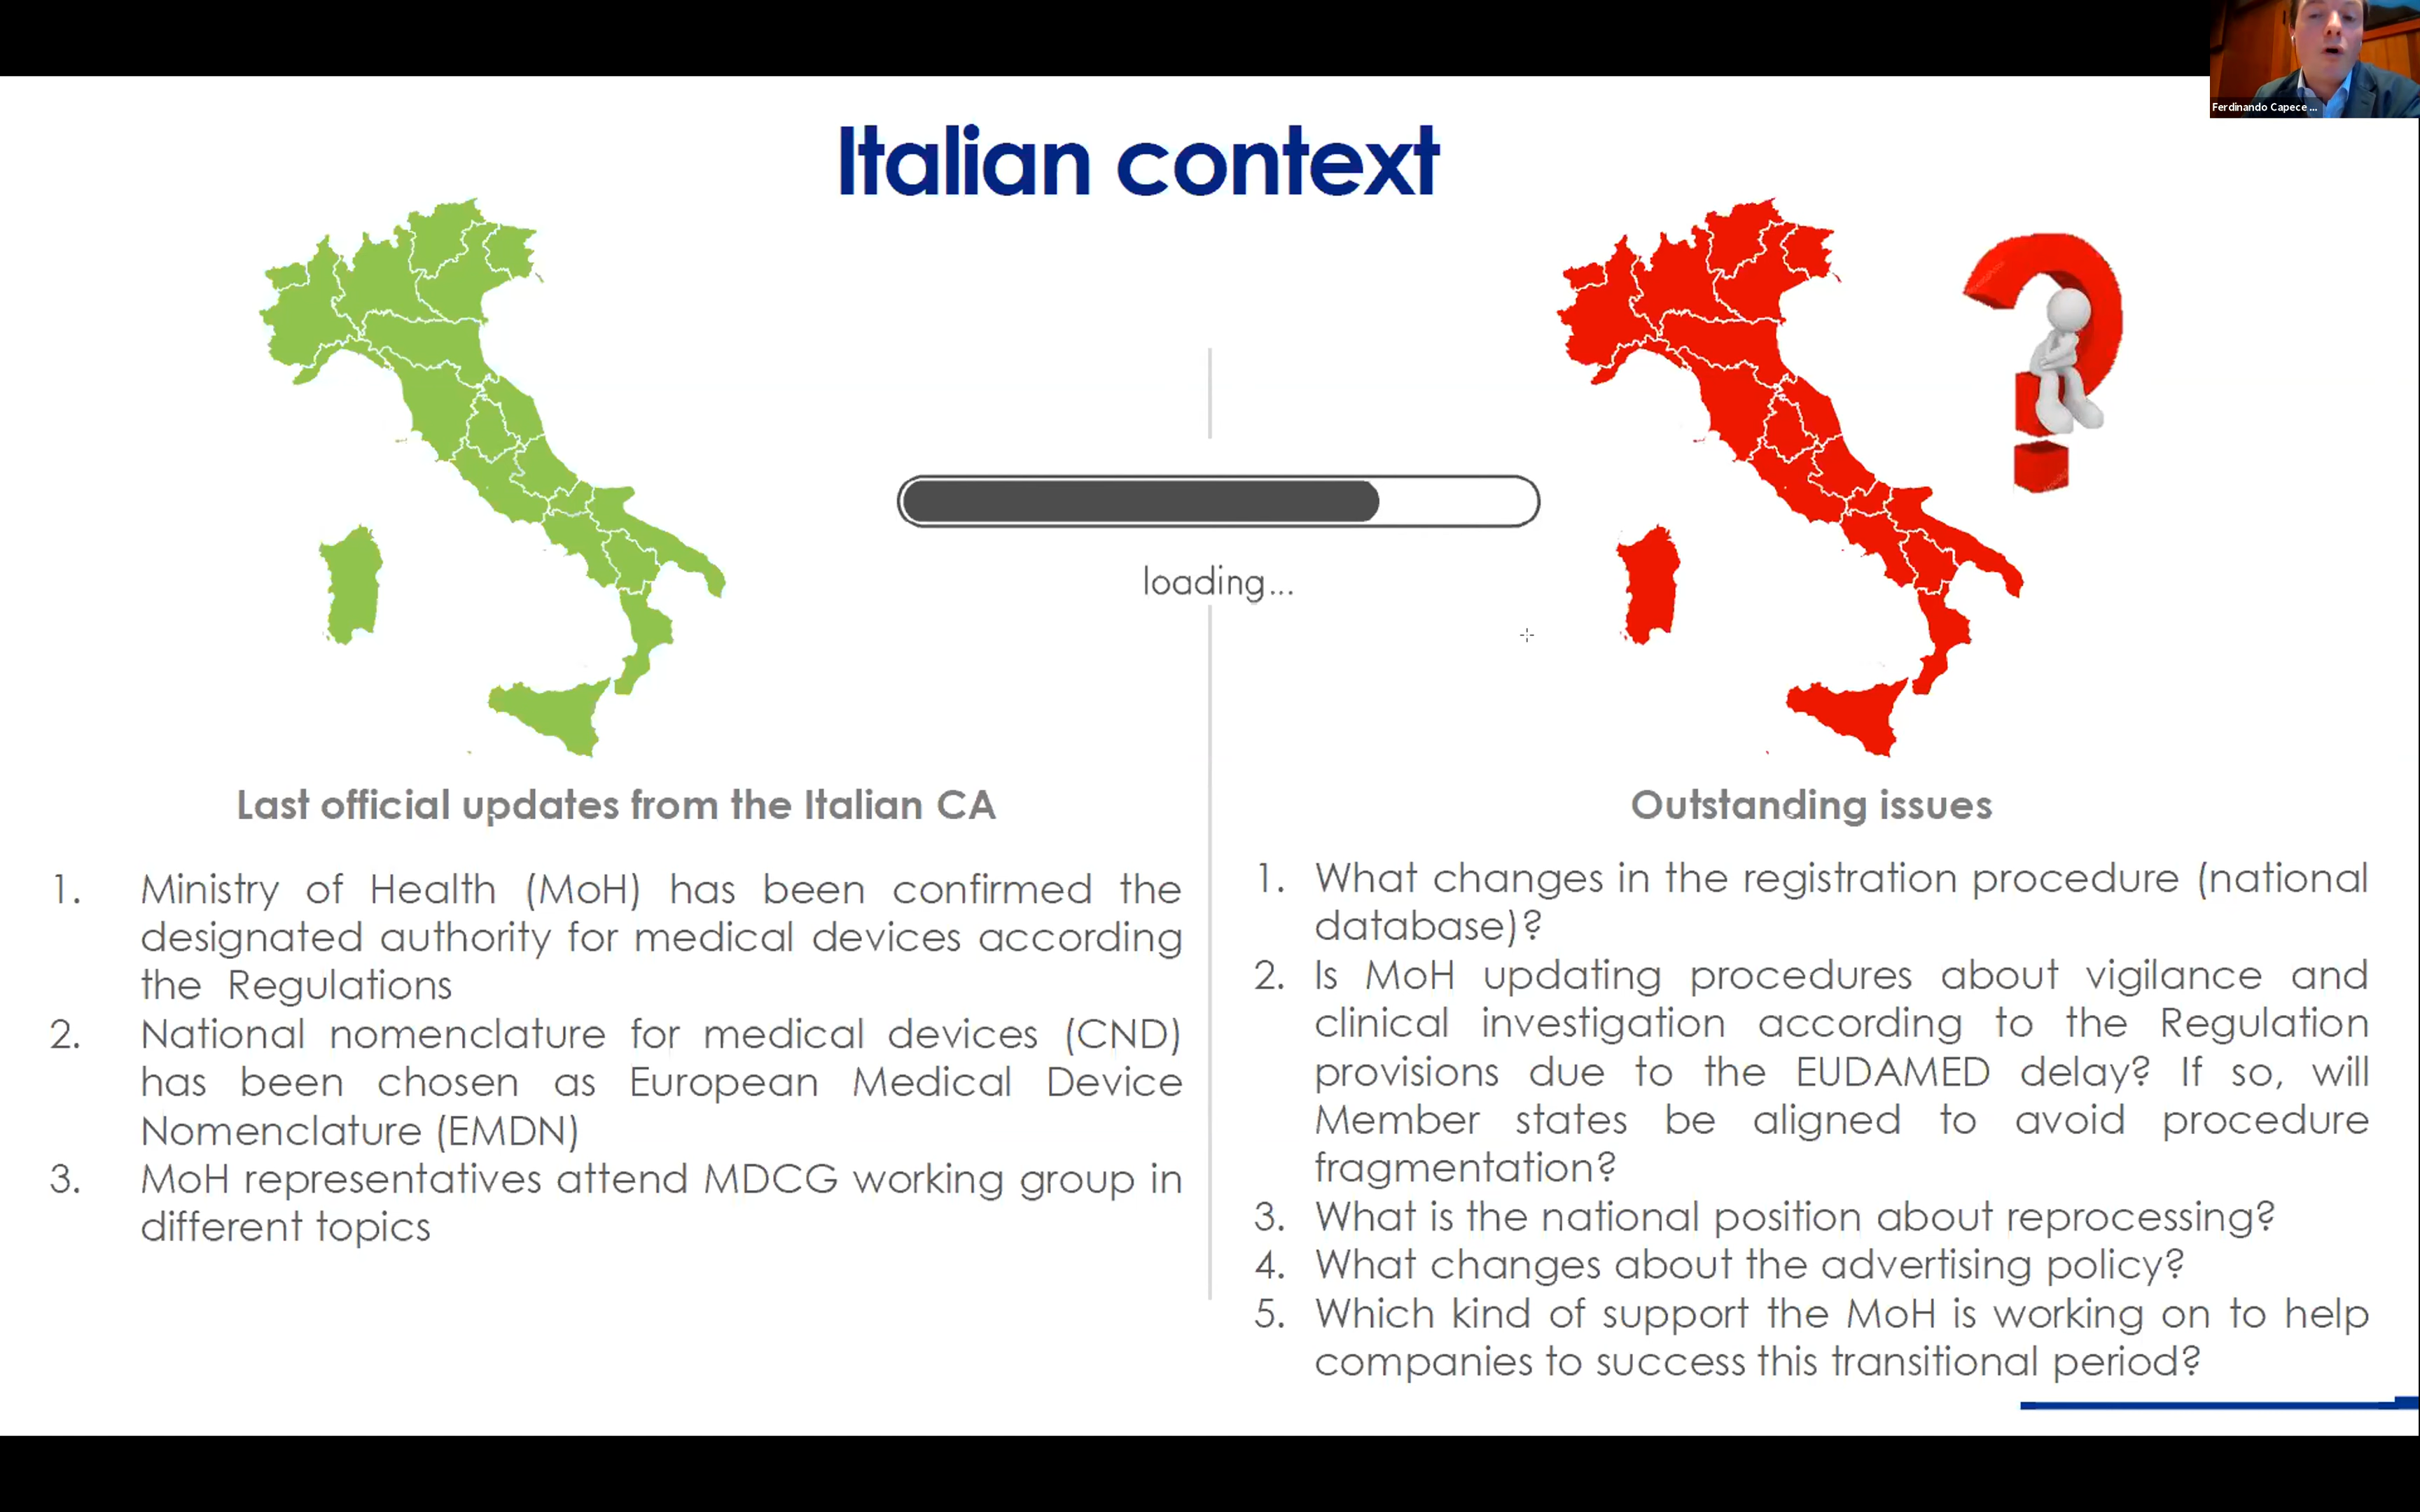 Ferdinando Capece ...
Italian context
loading...
Last official updates from the Italian CA
1. Ministry of Health (MoH) has been confirmed the
designated authority for medical devices according
the Regulations
2. National nomenclature for medical devices (CND)
has been chosen as European Medical Device
Nomenclature (EMDN)
3. MoH representatives attend MDCG working group in
different topics
Outstanding issues
1. What changes in the registration procedure (national
database)?
2. Is MoH updating procedures about vigilance and
clinical investigation according to the Regulation
provisions due to the EUDAMED delay? If so, will
Member states be aligned to avoid procedure
fragmentation?
3. What is the national position about reprocessing?
4. What changes about the advertising policy?
5. Which kind of support the MoH is working on to help
companies to success this transitional period?